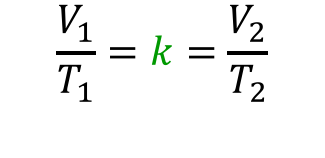 V₁/T₁ = k = V₂/T₂